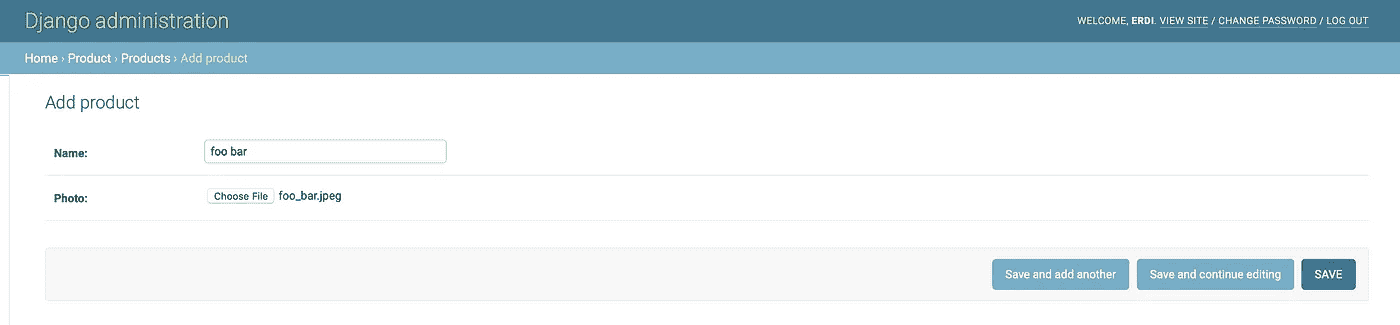 Django administration
WELCOME, ERDI. VIEW SITE / CHANGE PASSWORD / LOG OUT
Home › Product › Products › Add product
Add product
Name: foo bar
Photo: Choose File foo_bar.jpeg
Save and add another Save and continue editing SAVE